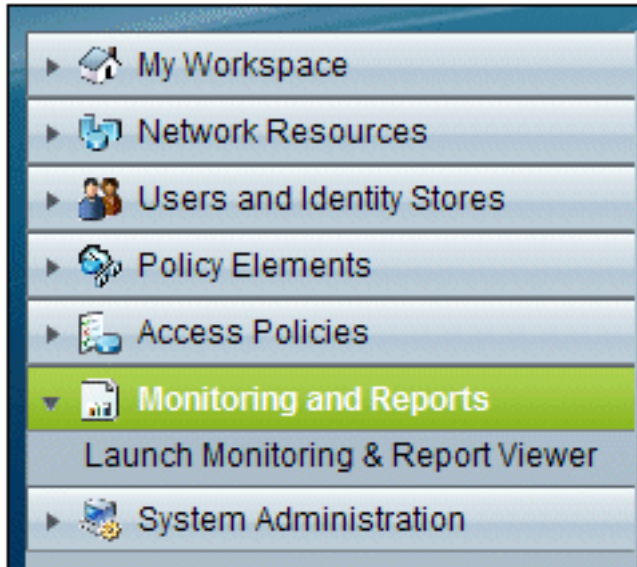 My Workspace
Network Resources
Users and Identity Stores
Policy Elements
Access Policies
Monitoring and Reports
Launch Monitoring & Report Viewer
System Administration